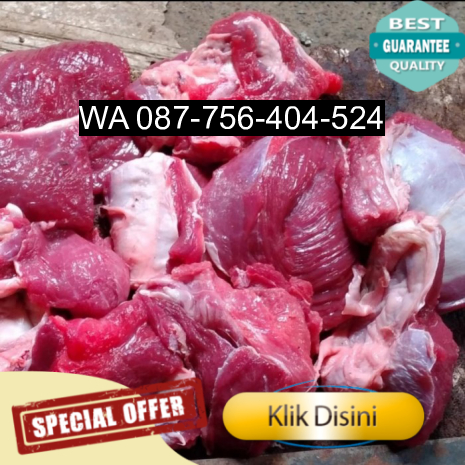 BEST
GUARANTEE
QUALITY
WA 087-756-404-524
SPECIAL OFFER
Klik Disini